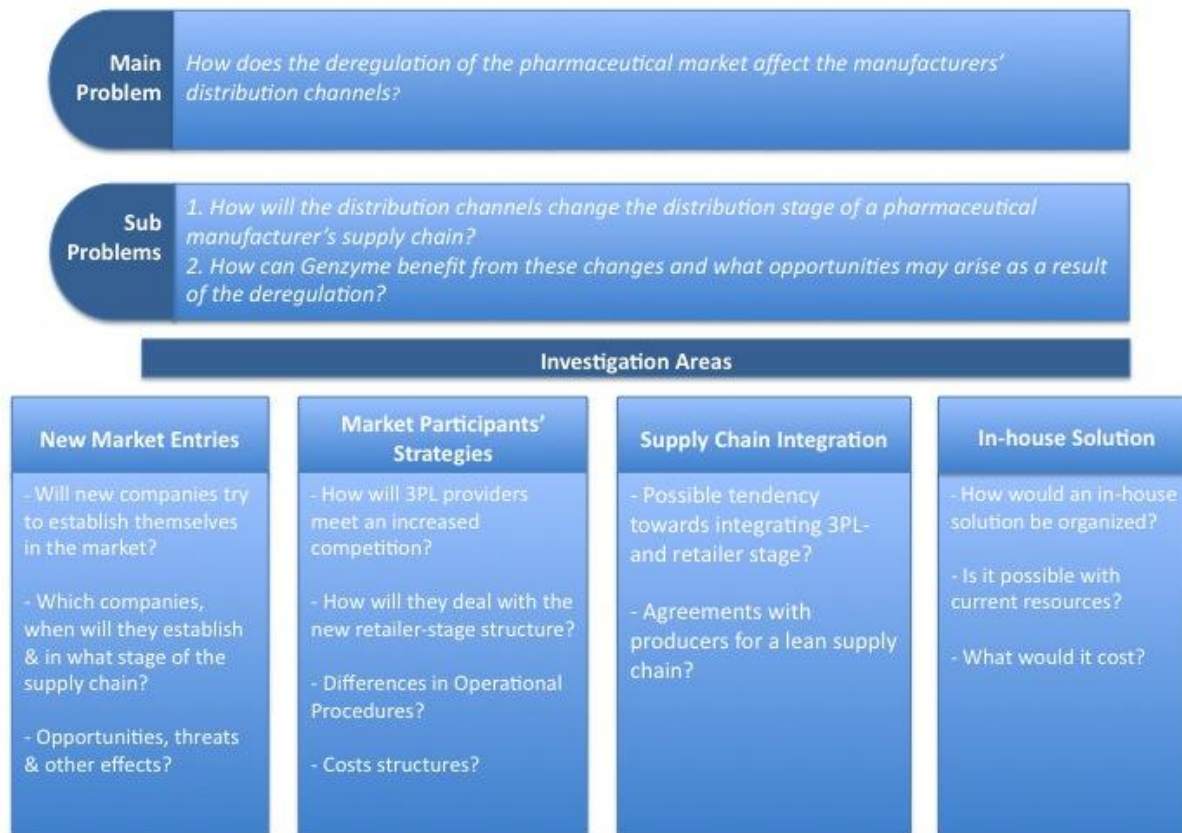 Main
Problem
How does the deregulation of the pharmaceutical market affect the manufacturers'
distribution channels?
Sub
Problems
1. How will the distribution channels change the distribution stage of a pharmaceutical
manufacturer's supply chain?
2. How can Genzyme benefit from these changes and what opportunities may arise as a result
of the deregulation?
Investigation Areas
New Market Entries
- Will new companies try
to establish themselves
in the market?
- Which companies,
when will they establish
& in what stage of the
supply chain?
- Opportunities, threats
& other effects?
Market Participants'
Strategies
- How will 3PL providers
meet an increased
competition?
- How will they deal with the
new retailer-stage structure?
- Differences in Operational
Procedures?
- Costs structures?
Supply Chain Integration
- Possible tendency
towards integrating 3PL-
and retailer stage?
- Agreements with
producers for a lean supply
chain?
In-house Solution
- How would an in-house
solution be organized?
- Is it possible with
current resources?
- What would it cost?